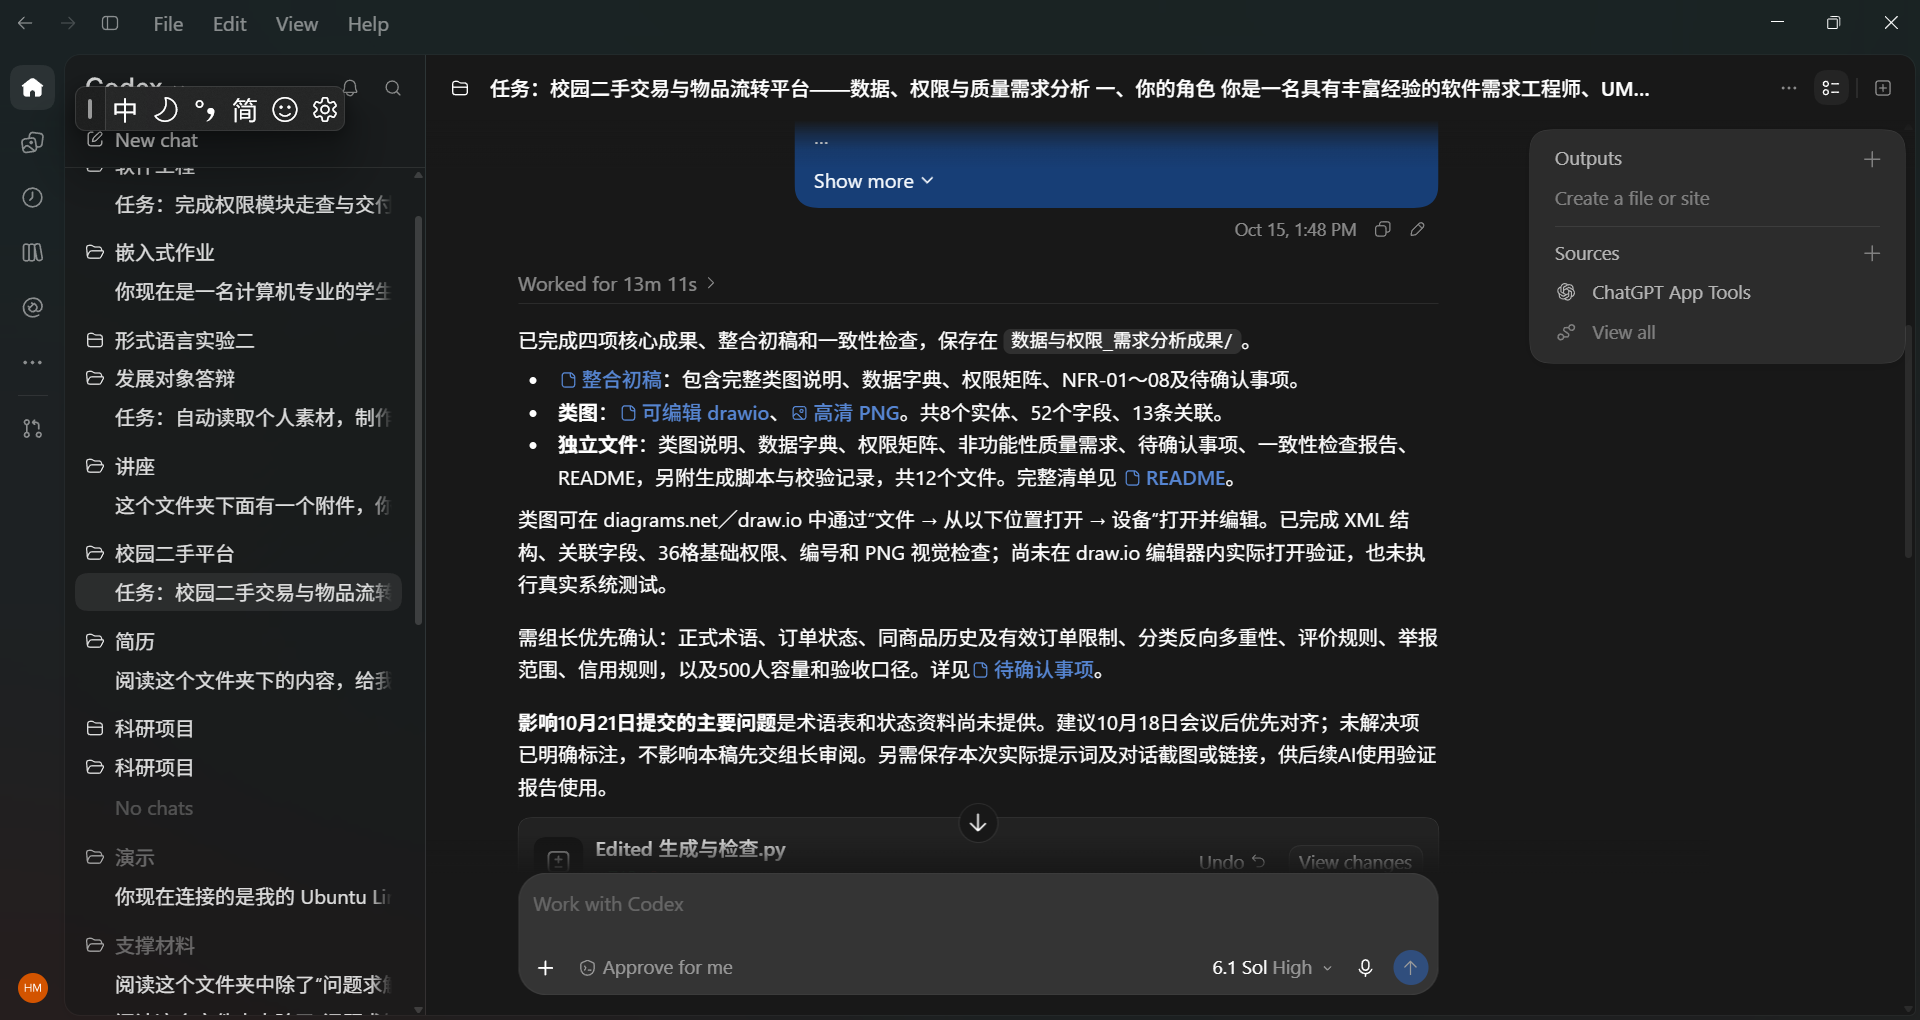 File Edit View Help
中 简
New chat
任务：完成权限模块走查与交付
嵌入式作业
你现在是一名计算机专业的学生
形式语言实验二
发展对象答辩
任务：自动读取个人素材，制作
讲座
这个文件夹下面有一个附件，你
校园二手平台
任务：校园二手交易与物品流转
简历
阅读这个文件夹下的内容，给我
科研项目
科研项目
No chats
演示
你现在连接的是我的 Ubuntu Li
支撑材料
阅读这个文件夹中除了“问题求解
HM
任务：校园二手交易与物品流转平台——数据、权限与质量需求分析 一、你的角色 你是一名具有丰富经验的软件需求工程师、UM...
...
Show more
Oct 15, 1:48 PM
Worked for 13m 11s
已完成四项核心成果、整合初稿和一致性检查，保存在 数据与权限_需求分析成果/ 。
• 整合初稿：包含完整类图说明、数据字典、权限矩阵、NFR-01～08及待确认事项。
• 类图：可编辑 drawio、高清 PNG。共8个实体、52个字段、13条关联。
• 独立文件：类图说明、数据字典、权限矩阵、非功能性质量需求、待确认事项、一致性检查报告、
README，另附生成脚本与校验记录，共12个文件。完整清单见 README。
类图可在 diagrams.net／draw.io 中通过“文件 → 从以下位置打开 → 设备”打开并编辑。已完成 XML 结
构、关联字段、36格基础权限、编号和 PNG 视觉检查；尚未在 draw.io 编辑器内实际打开验证，也未执
行真实系统测试。
需组长优先确认：正式术语、订单状态、同商品历史及有效订单限制、分类反向多重性、评价规则、举报
范围、信用规则，以及500人容量和验收口径。详见 待确认事项。
影响10月21日提交的主要问题是术语表和状态资料尚未提供。建议10月18日会议后优先对齐；未解决项
已明确标注，不影响本稿先交组长审阅。另需保存本次实际提示词及对话截图或链接，供后续AI使用验证
报告使用。
Edited 生成与检查.py
Undo View changes
Work with Codex
Approve for me
6.1 Sol High
Outputs
Create a file or site
Sources
ChatGPT App Tools
View all